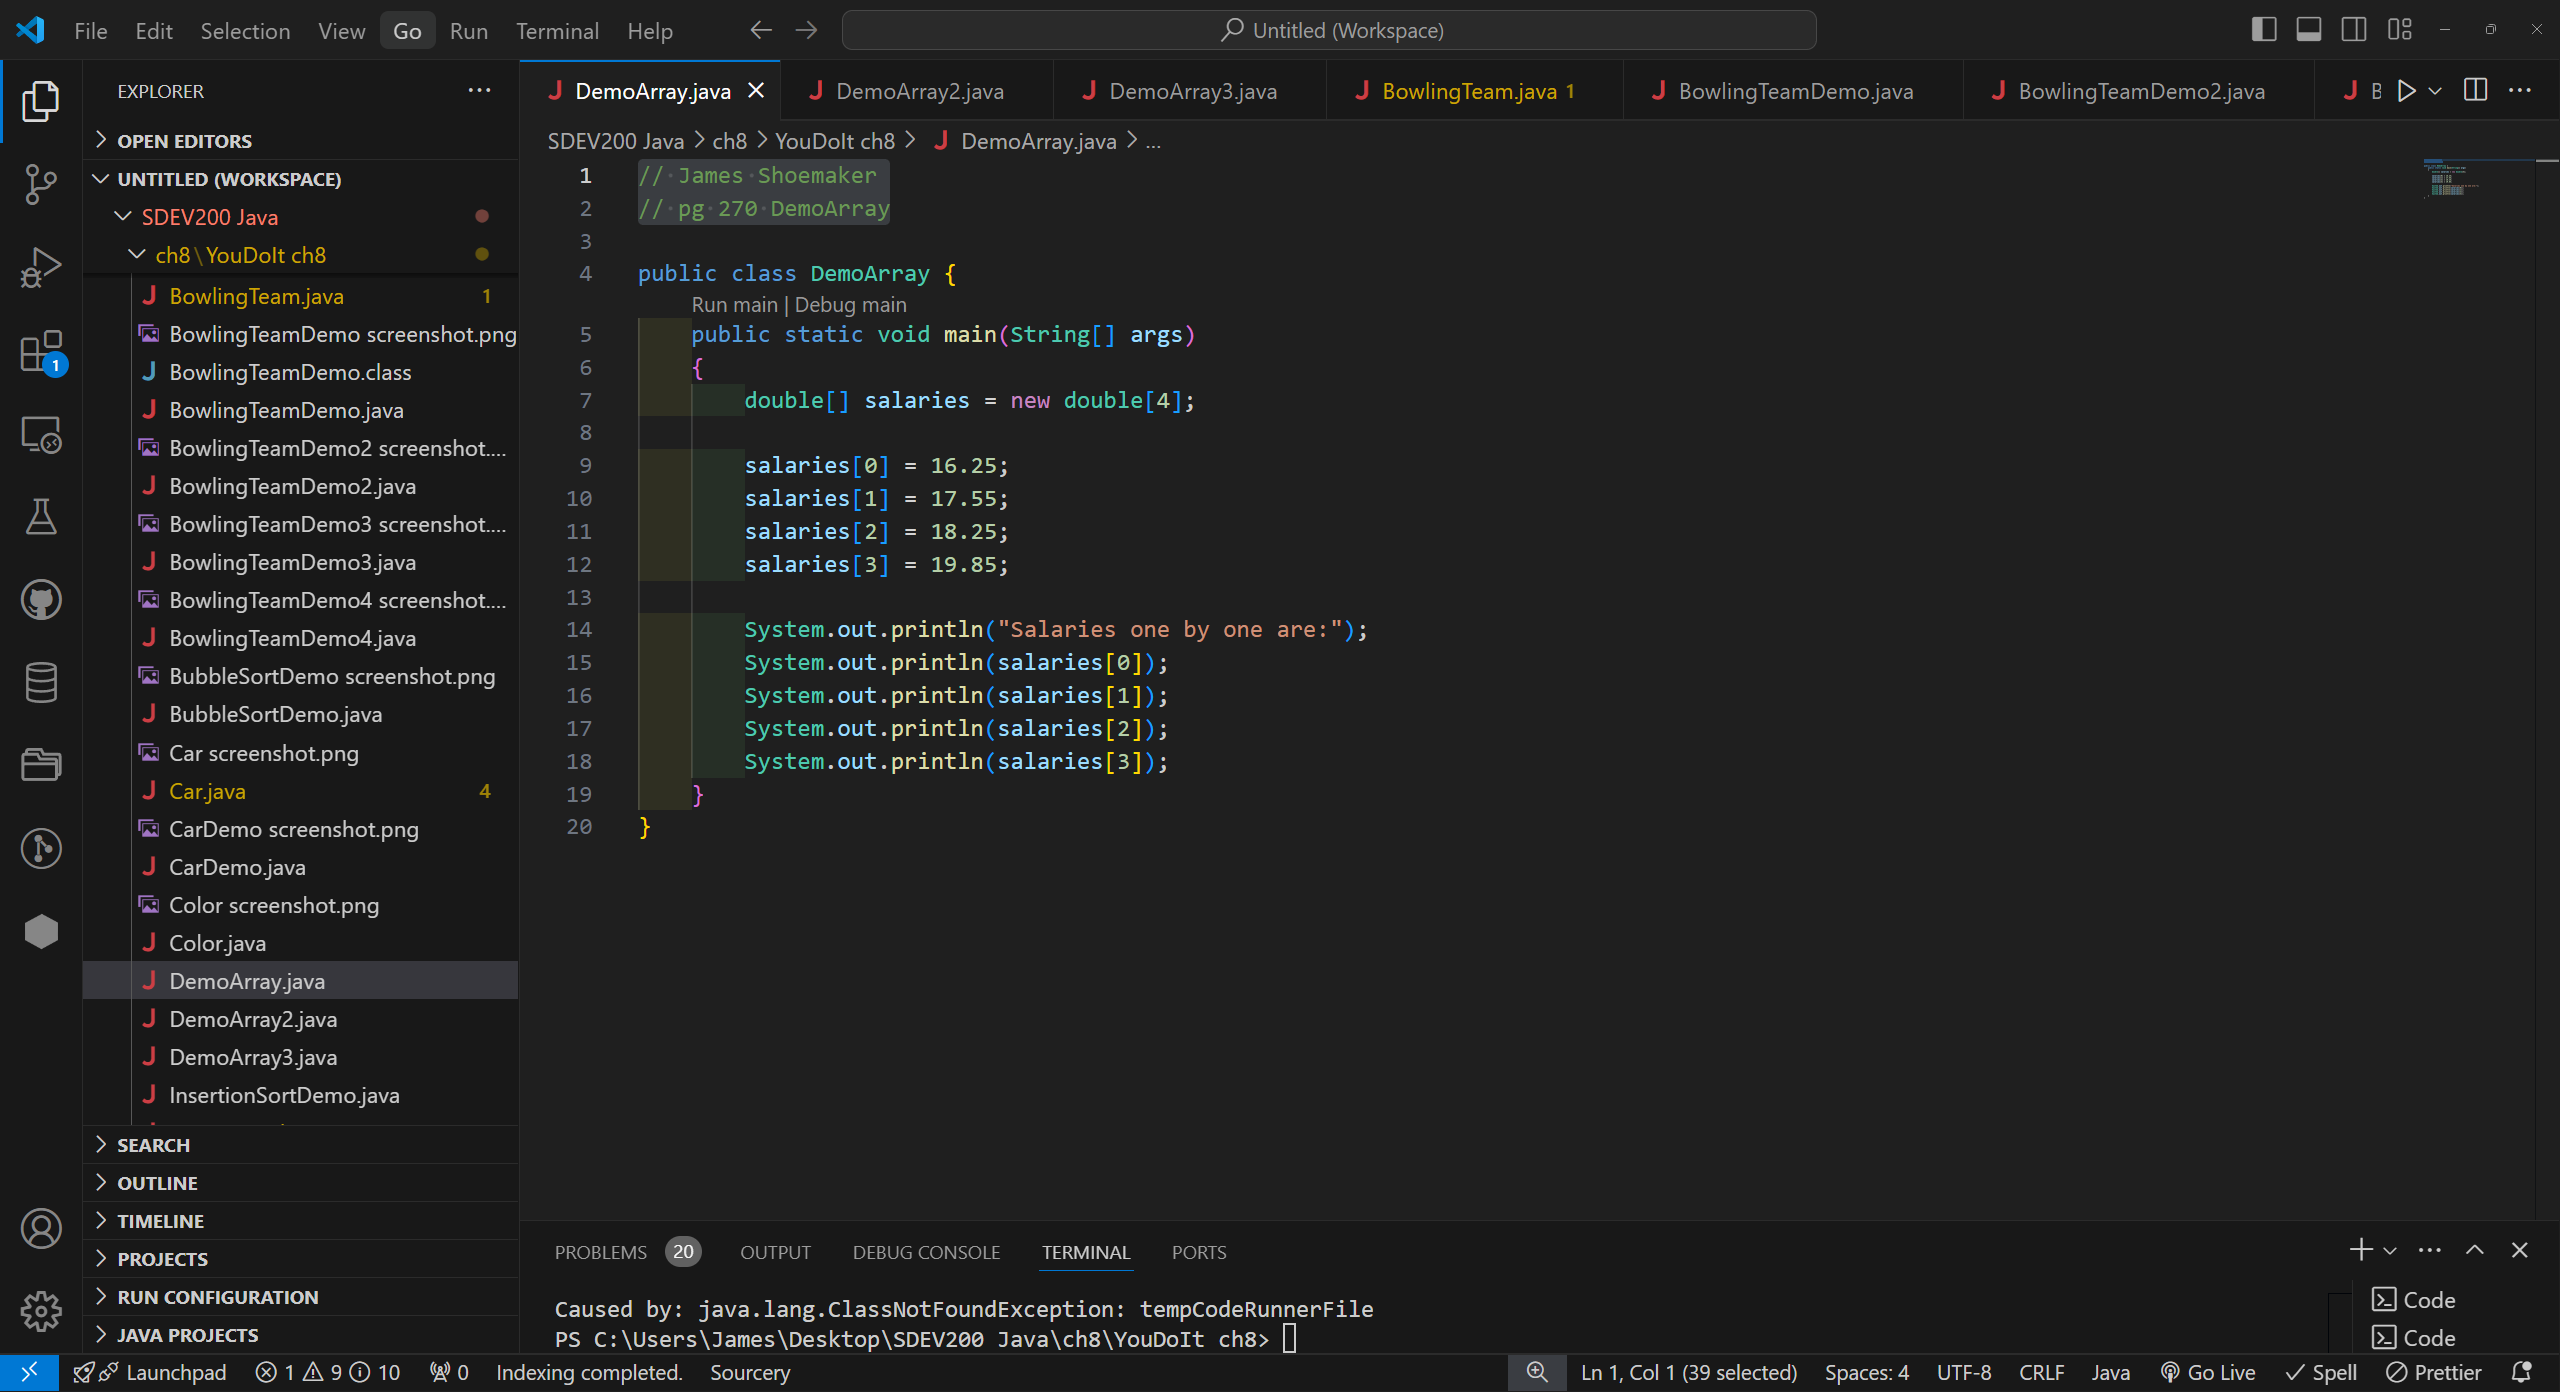 File Edit Selection View Go Run Terminal Help
Untitled (Workspace)
EXPLORER
OPEN EDITORS
UNTITLED (WORKSPACE)
SDEV200 Java
ch8\YouDoIt ch8
BowlingTeam.java 1
BowlingTeamDemo screenshot.png
BowlingTeamDemo.class
BowlingTeamDemo.java
BowlingTeamDemo2 screenshot....
BowlingTeamDemo2.java
BowlingTeamDemo3 screenshot....
BowlingTeamDemo3.java
BowlingTeamDemo4 screenshot....
BowlingTeamDemo4.java
BubbleSortDemo screenshot.png
BubbleSortDemo.java
Car screenshot.png
Car.java 4
CarDemo screenshot.png
CarDemo.java
Color screenshot.png
Color.java
DemoArray.java
DemoArray2.java
DemoArray3.java
InsertionSortDemo.java
SEARCH
OUTLINE
TIMELINE
PROJECTS
RUN CONFIGURATION
JAVA PROJECTS
1
DemoArray.java DemoArray2.java DemoArray3.java BowlingTeam.java 1 BowlingTeamDemo.java BowlingTeamDemo2.java B
SDEV200 Java > ch8 > YouDoIt ch8 > DemoArray.java > ...
1 // James Shoemaker
2 // pg 270 DemoArray
3
4 public class DemoArray {
Run main | Debug main
5 public static void main(String[] args)
6 {
7 double[] salaries = new double[4];
8
9 salaries[0] = 16.25;
10 salaries[1] = 17.55;
11 salaries[2] = 18.25;
12 salaries[3] = 19.85;
13
14 System.out.println("Salaries one by one are:");
15 System.out.println(salaries[0]);
16 System.out.println(salaries[1]);
17 System.out.println(salaries[2]);
18 System.out.println(salaries[3]);
19 }
20 }
PROBLEMS 20 OUTPUT DEBUG CONSOLE TERMINAL PORTS
Caused by: java.lang.ClassNotFoundException: tempCodeRunnerFile
PS C:\Users\James\Desktop\SDEV200 Java\ch8\YouDoIt ch8>
Code
Code
Launchpad 1 9 10 0 Indexing completed. Sourcery Ln 1, Col 1 (39 selected) Spaces: 4 UTF-8 CRLF Java Go Live Spell Prettier